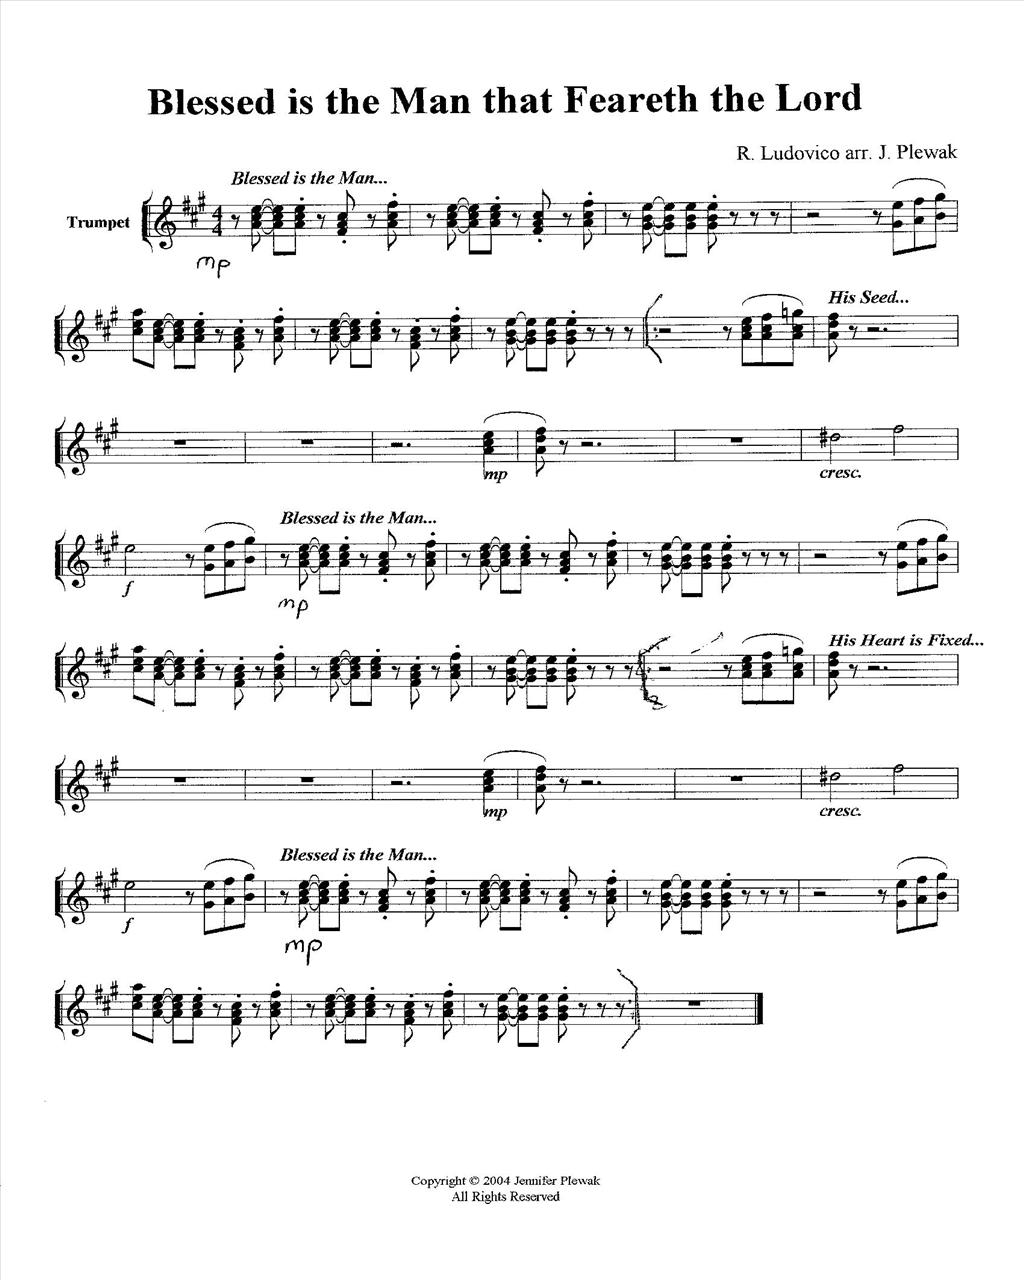 Blessed is the Man that Feareth the Lord
R. Ludovico arr. J. Plewak
Blessed is the Man...
Trumpet
4
4
mp
His Seed...
mp
cresc.
Blessed is the Man...
f
mp
His Heart is Fixed...
mp
cresc.
Blessed is the Man...
f
mp
Copyright © 2004 Jennifer Plewak
All Rights Reserved